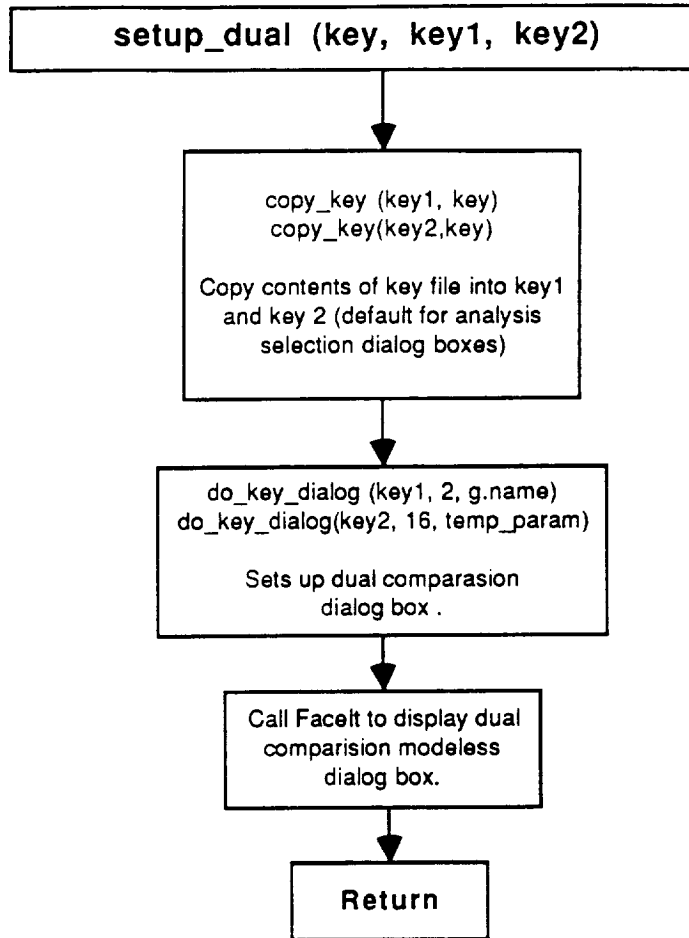 setup_dual (key, key1, key2)
copy_key (key1, key)
copy_key(key2,key)
Copy contents of key file into key1
and key 2 (default for analysis
selection dialog boxes)
do_key_dialog (key1, 2, g.name)
do_key_dialog(key2, 16, temp_param)
Sets up dual comparasion
dialog box .
Call FaceIt to display dual
comparision modeless
dialog box.
Return